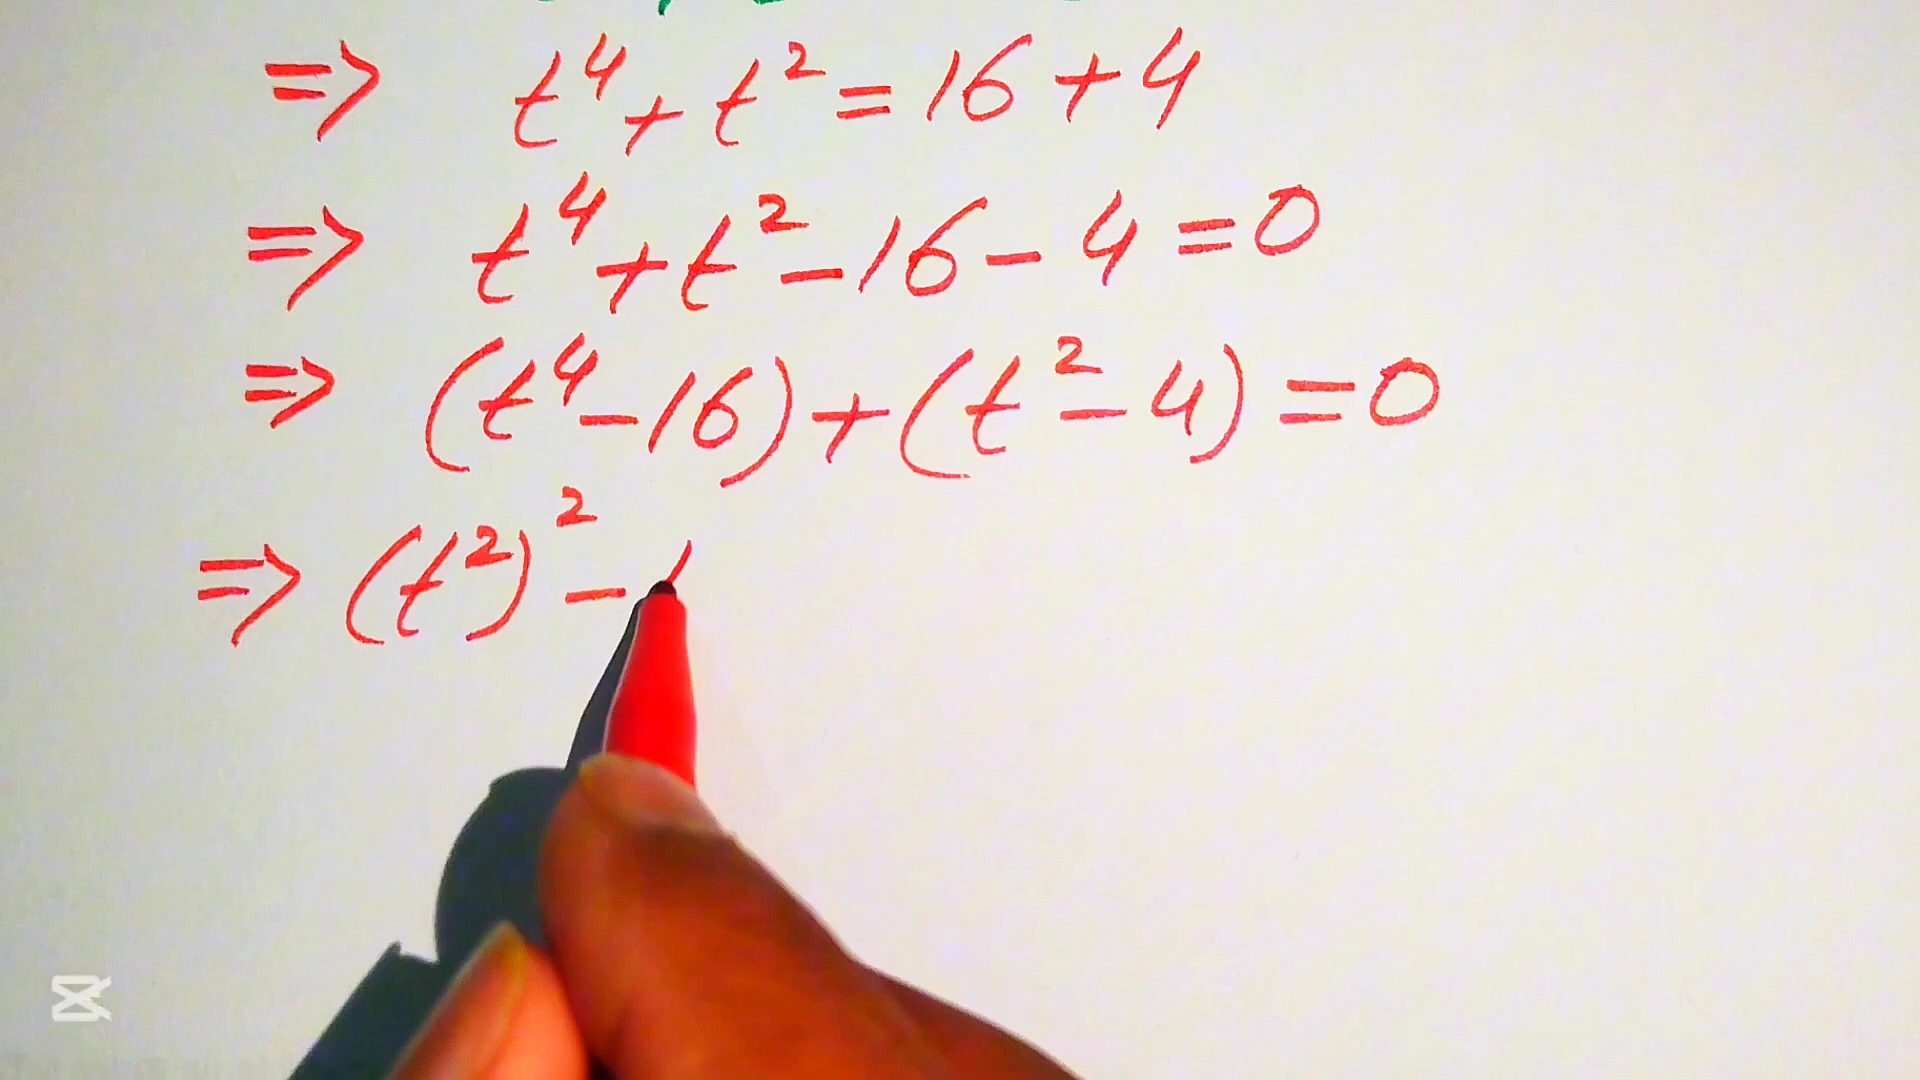 => t⁴ + t² = 16 + 4
=> t⁴ + t² - 16 - 4 = 0
=> (t⁴ - 16) + (t² - 4) = 0
=> (t²)² -